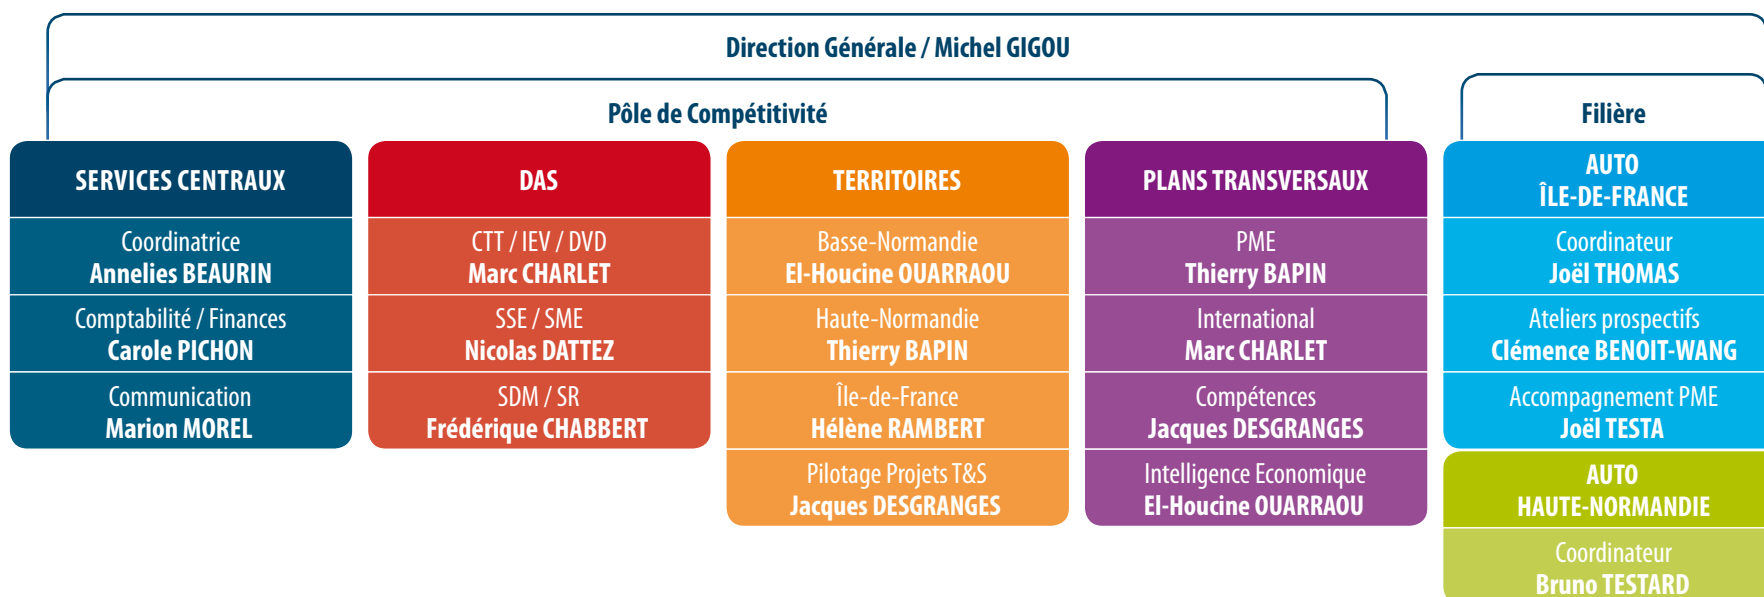 Direction Générale / Michel GIGOU
Pôle de Compétitivité
Filière
SERVICES CENTRAUX
Coordinatrice
Annelies BEAURIN
Comptabilité / Finances
Carole PICHON
Communication
Marion MOREL
DAS
CTT / IEV / DVD
Marc CHARLET
SSE / SME
Nicolas DATTEZ
SDM / SR
Frédérique CHABBERT
TERRITOIRES
Basse-Normandie
El-Houcine OUARRAOU
Haute-Normandie
Thierry BAPIN
Île-de-France
Hélène RAMBERT
Pilotage Projets T&S
Jacques DESGRANGES
PLANS TRANSVERSAUX
PME
Thierry BAPIN
International
Marc CHARLET
Compétences
Jacques DESGRANGES
Intelligence Economique
El-Houcine OUARRAOU
AUTO
ÎLE-DE-FRANCE
Coordinateur
Joël THOMAS
Ateliers prospectifs
Clémence BENOIT-WANG
Accompagnement PME
Joël TESTA
AUTO
HAUTE-NORMANDIE
Coordinateur
Bruno TESTARD